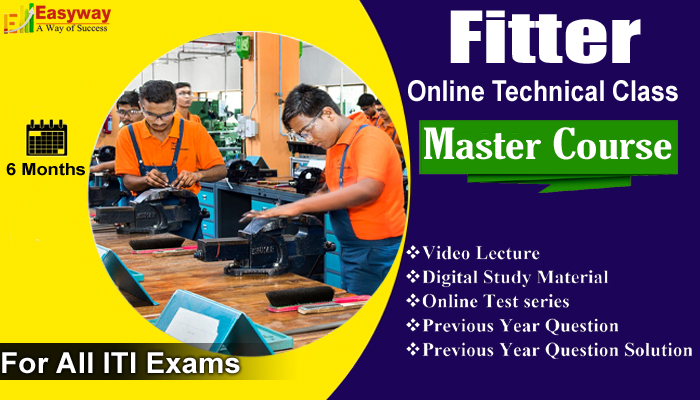 Easyway
A Way of Success
Fitter
Online Technical Class
Master Course
6 Months
❖Video Lecture
❖Digital Study Material
❖Online Test series
❖Previous Year Question
❖Previous Year Question Solution
For All ITI Exams